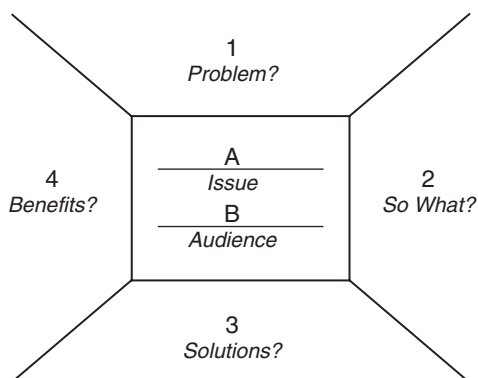 1
Problem?
A
Issue
4
Benefits?
2
So What?
B
Audience
3
Solutions?